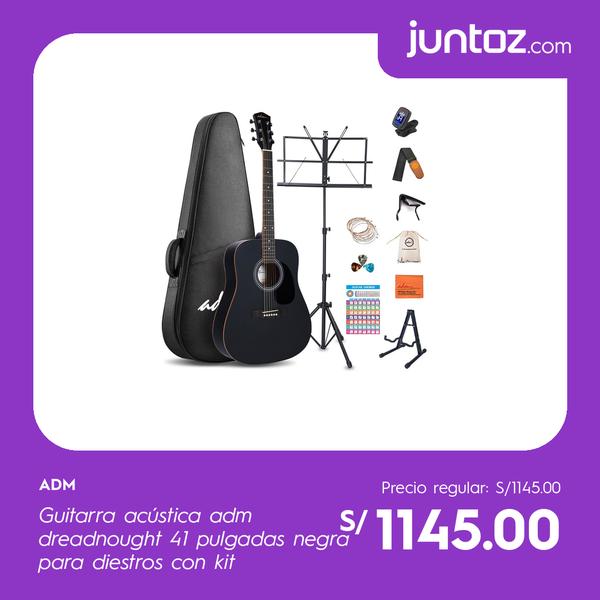 juntoz.com
ad
ADM
Guitarra acústica adm
dreadnought 41 pulgadas negra
para diestros con kit
Precio regular: S/1145.00
S/ 1145.00